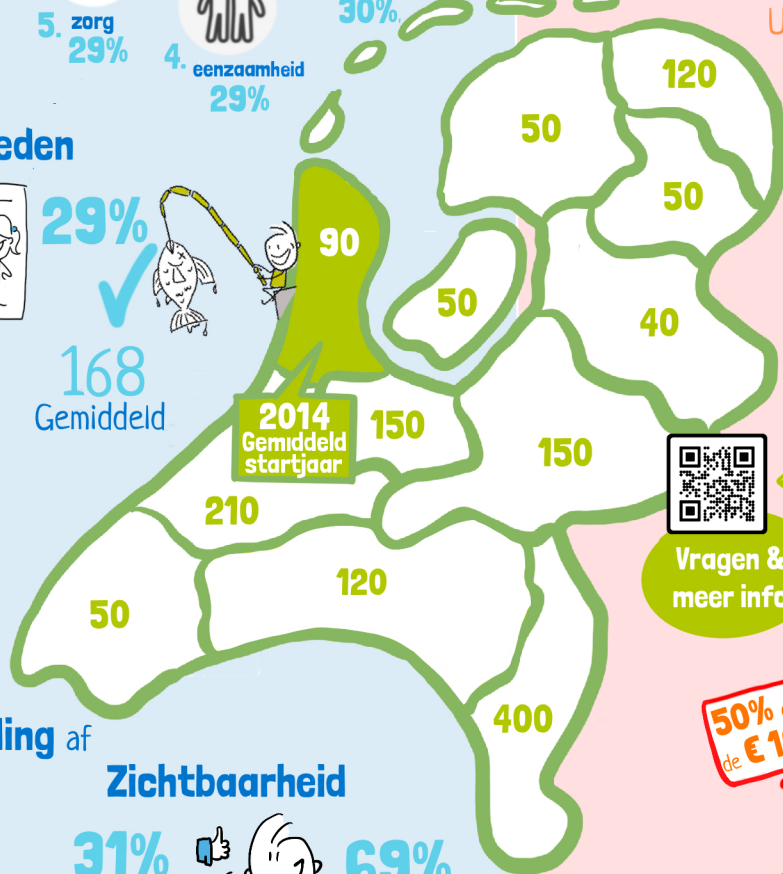 5. zorg
29%
4. eenzaamheid
29%
30%
eden
29%
168
Gemiddeld
50
120
50
90
50
40
2014
Gemiddeld
startjaar
150
150
210
120
50
400
Vragen &
meer info
50%
de € 1
ling af
Zichtbaarheid
31%
69%